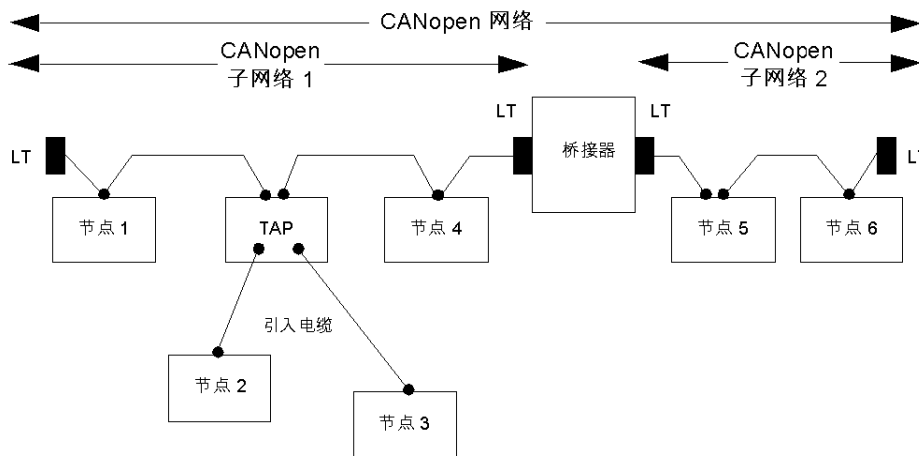 CANopen 网络
CANopen
子网络 1
CANopen
子网络 2
LT
LT
LT
LT
桥接器
节点 1
TAP
节点 4
节点 5
节点 6
引入电缆
节点 2
节点 3